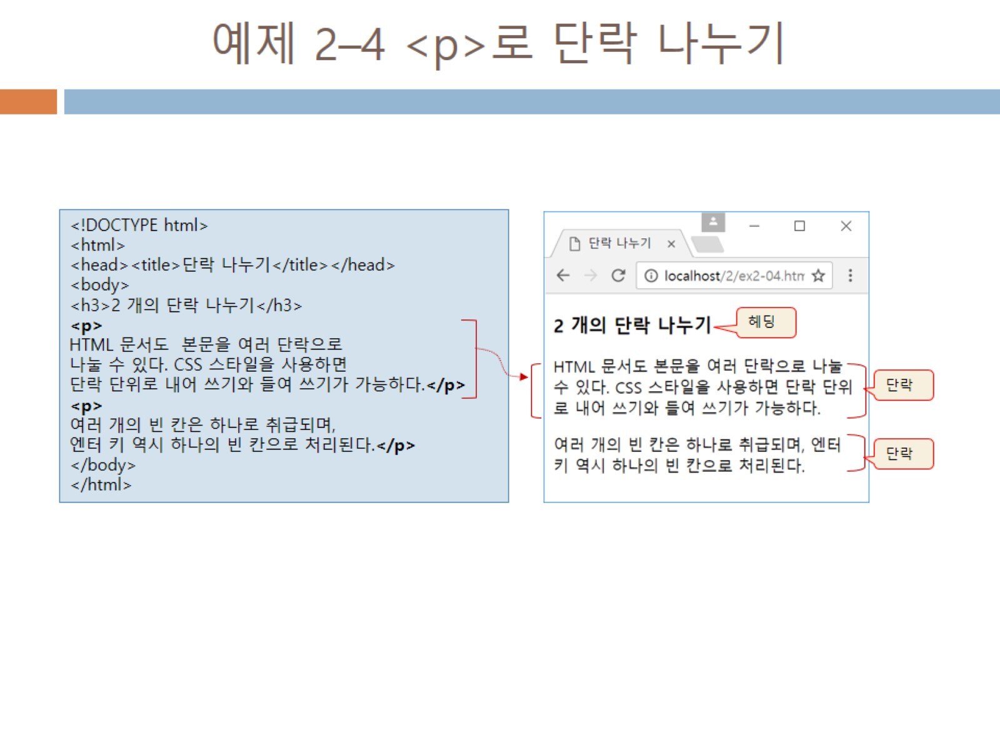 예제 2–4 <p>로 단락 나누기
<!DOCTYPE html>
<html>
<head><title>단락 나누기</title></head>
<body>
<h3>2 개의 단락 나누기</h3>
<p>
HTML 문서도  본문을 여러 단락으로
나눌 수 있다. CSS 스타일을 사용하면
단락 단위로 내어 쓰기와 들여 쓰기가 가능하다.</p>
<p>
여러 개의 빈 칸은 하나로 취급되며,
엔터 키 역시 하나의 빈 칸으로 처리된다.</p>
</body>
</html>
단락 나누기
localhost/2/ex2-04.htm
2 개의 단락 나누기
헤딩
HTML 문서도 본문을 여러 단락으로 나눌
수 있다. CSS 스타일을 사용하면 단락 단위
로 내어 쓰기와 들여 쓰기가 가능하다.
단락
여러 개의 빈 칸은 하나로 취급되며, 엔터
키 역시 하나의 빈 칸으로 처리된다.
단락